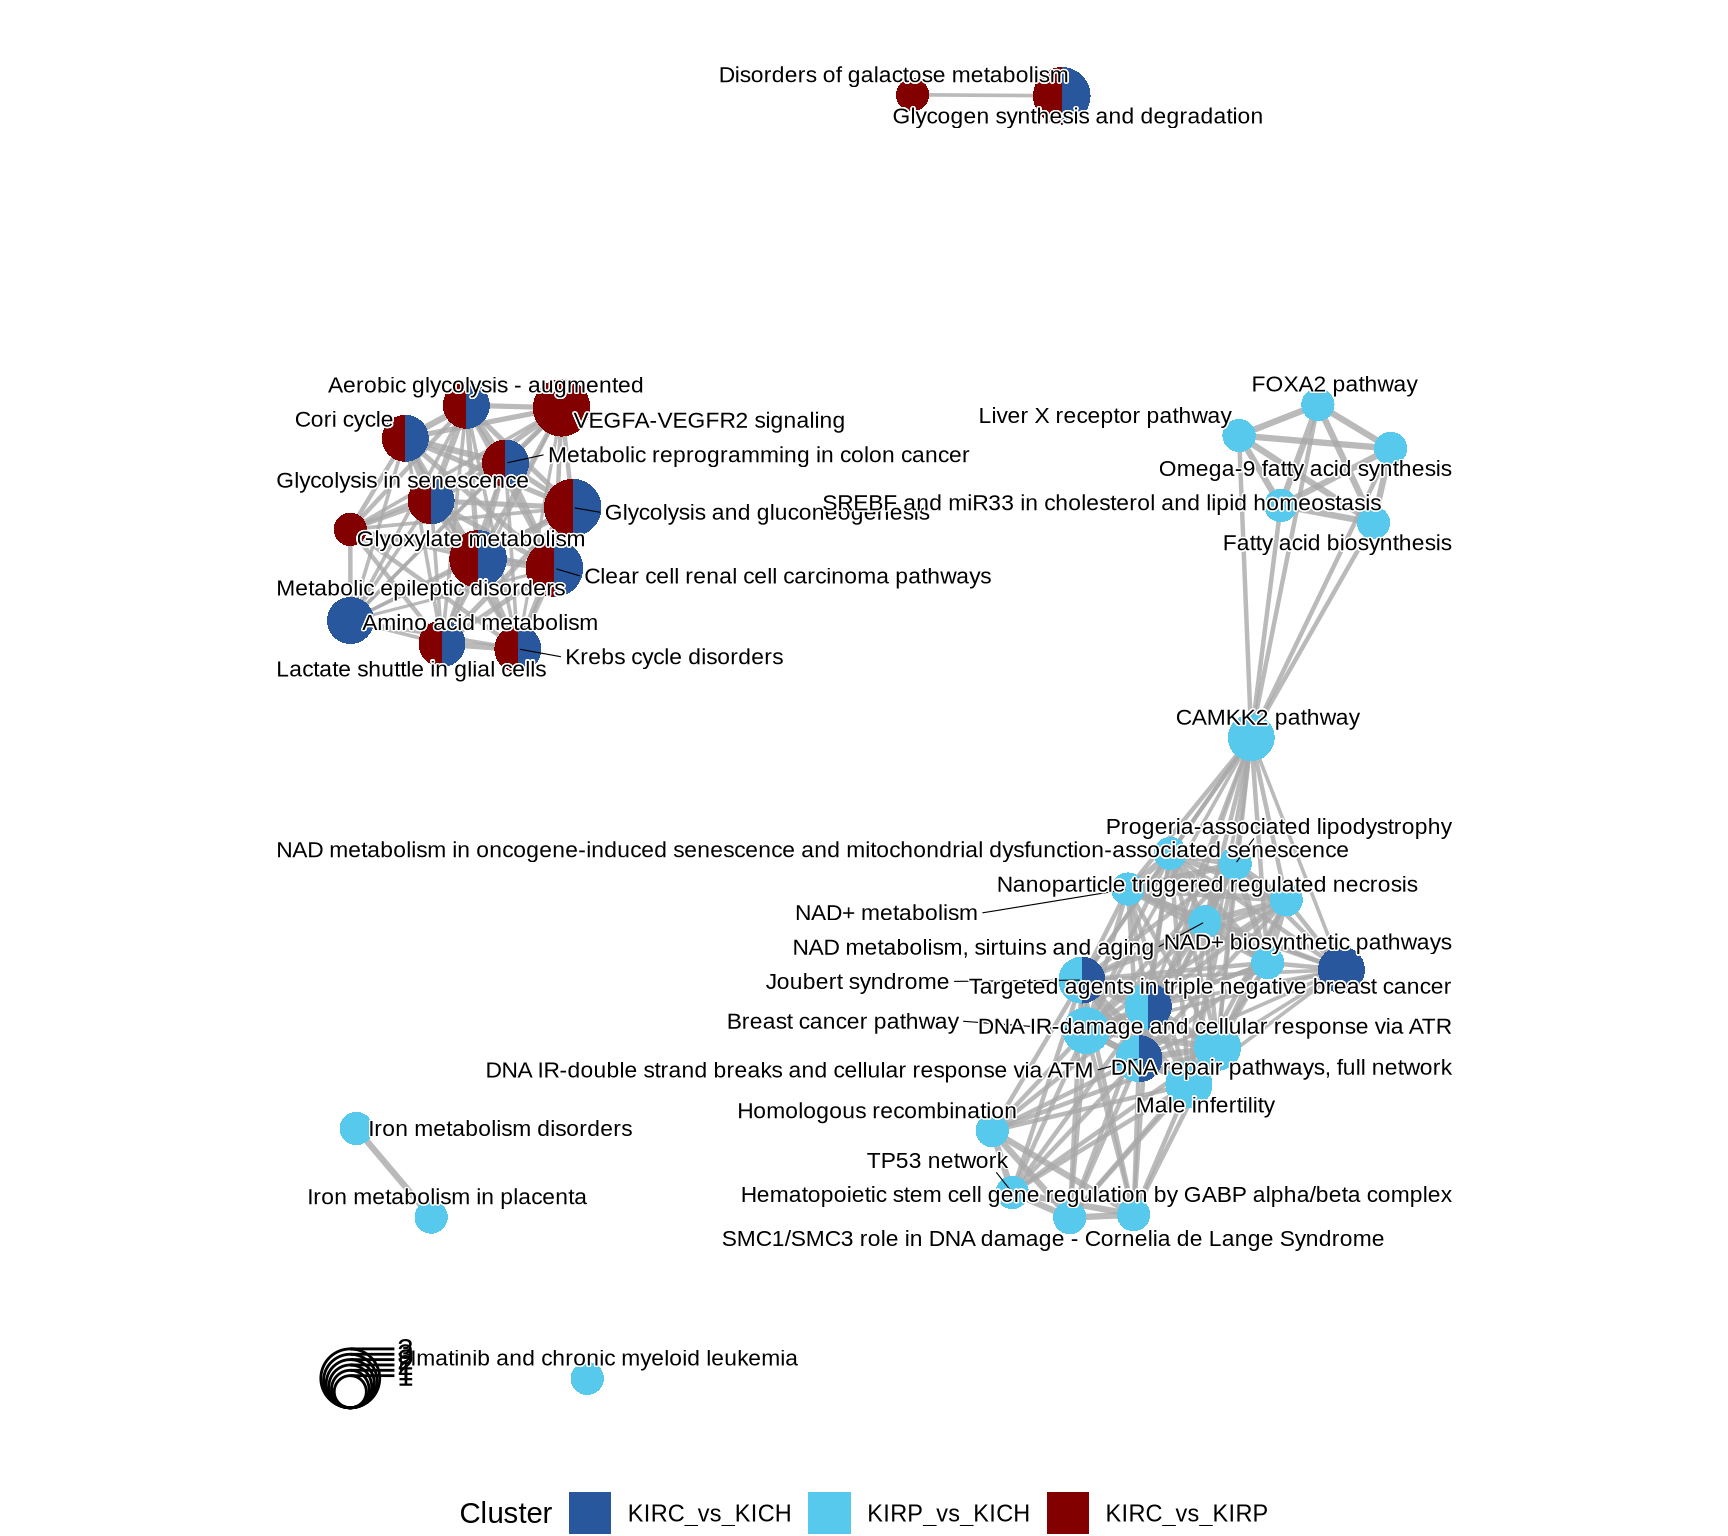 Disorders of galactose metabolism
Glycogen synthesis and degradation
FOXA2 pathway
Aerobic glycolysis - augmented
Liver X receptor pathway
Cori cycle
VEGFA-VEGFR2 signaling
Metabolic reprogramming in colon cancer
Omega-9 fatty acid synthesis
Glycolysis in senescence
SREBF and miR33 in cholesterol and lipid homeostasis
Glycolysis and gluconeogenesis
Glyoxylate metabolism
Fatty acid biosynthesis
Clear cell renal cell carcinoma pathways
Metabolic epileptic disorders
Amino acid metabolism
Krebs cycle disorders
Lactate shuttle in glial cells
CAMKK2 pathway
Progeria-associated lipodystrophy
NAD metabolism in oncogene-induced senescence and mitochondrial dysfunction-associated senescence
Nanoparticle triggered regulated necrosis
NAD+ metabolism
NAD+ biosynthetic pathways
NAD metabolism, sirtuins and aging
Joubert syndrome
Targeted agents in triple negative breast cancer
Breast cancer pathway
DNA IR-damage and cellular response via ATR
DNA repair pathways, full network
DNA IR-double strand breaks and cellular response via ATM
Male infertility
Homologous recombination
Iron metabolism disorders
TP53 network
Hematopoietic stem cell gene regulation by GABP alpha/beta complex
Iron metabolism in placenta
SMC1/SMC3 role in DNA damage - Cornelia de Lange Syndrome
Imatinib and chronic myeloid leukemia
1
Cluster KIRC_vs_KICH KIRP_vs_KICH KIRC_vs_KIRP